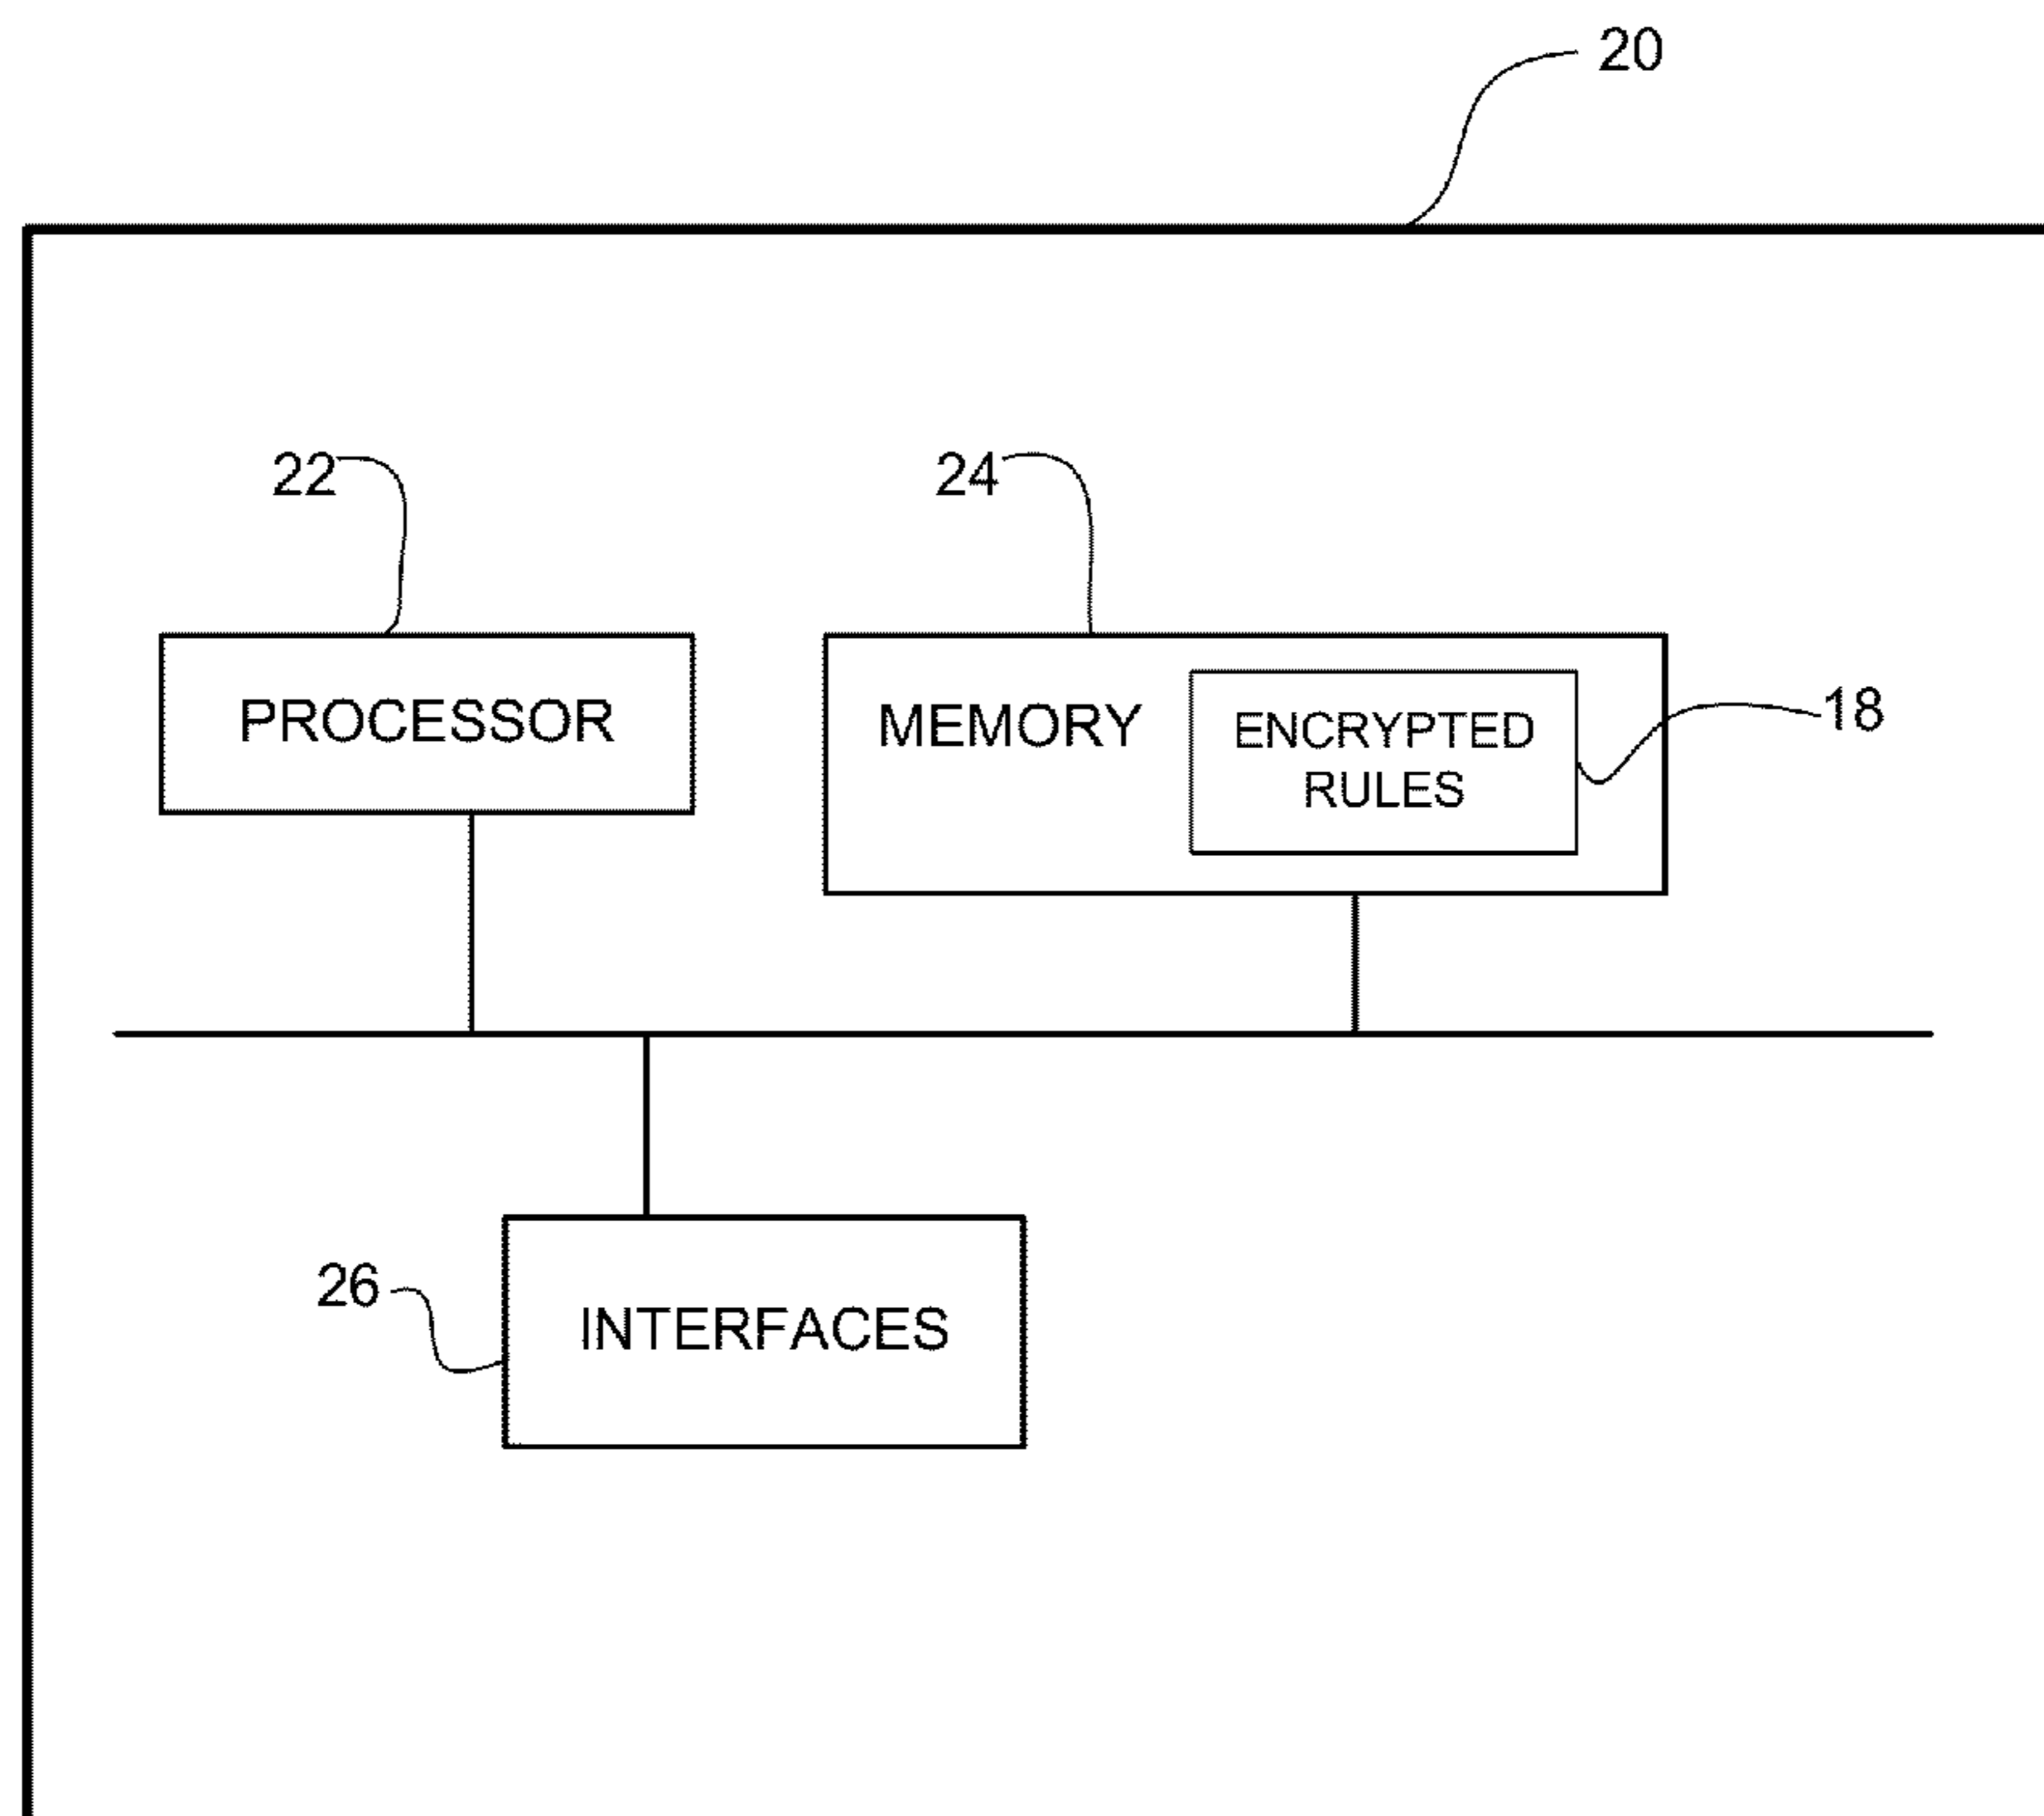 20
22
24
PROCESSOR
MEMORY
ENCRYPTED
RULES
18
26
INTERFACES